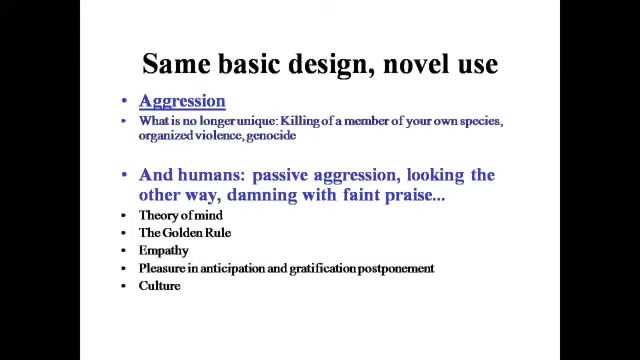 Same basic design, novel use
• Aggression
• What is no longer unique: Killing of a member of your own species,
organized violence, genocide
• And humans: passive aggression, looking the
other way, damning with faint praise...
• Theory of mind
• The Golden Rule
• Empathy
• Pleasure in anticipation and gratification postponement
• Culture